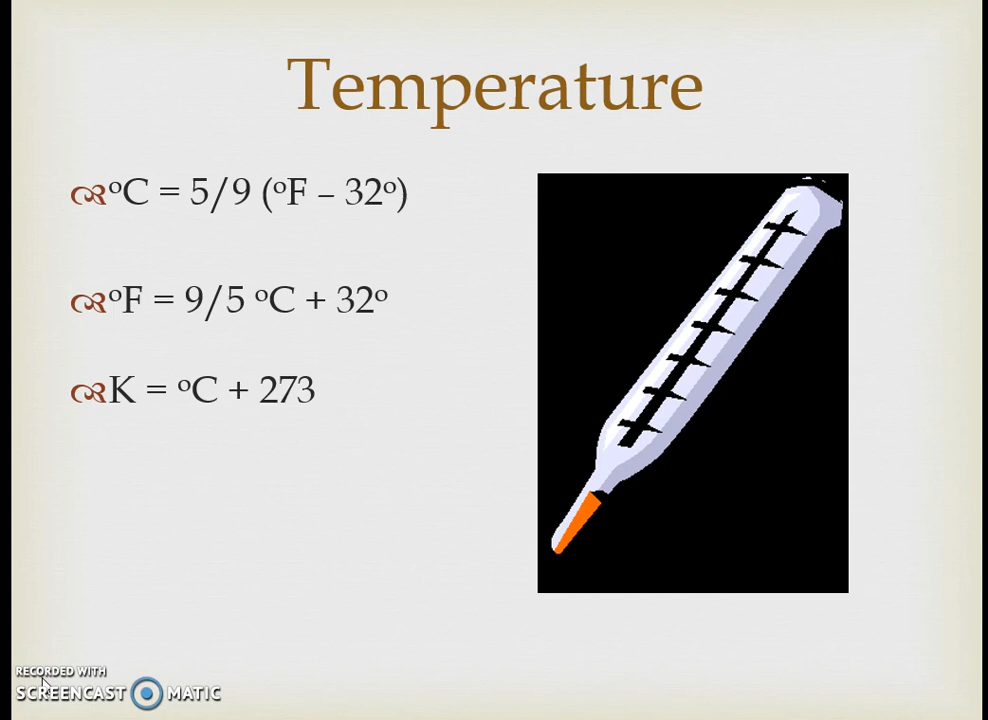 Temperature
ºC = 5/9 (ºF – 32º)
ºF = 9/5 ºC + 32º
K = ºC + 273
RECORDED WITH
SCREENCAST MATIC